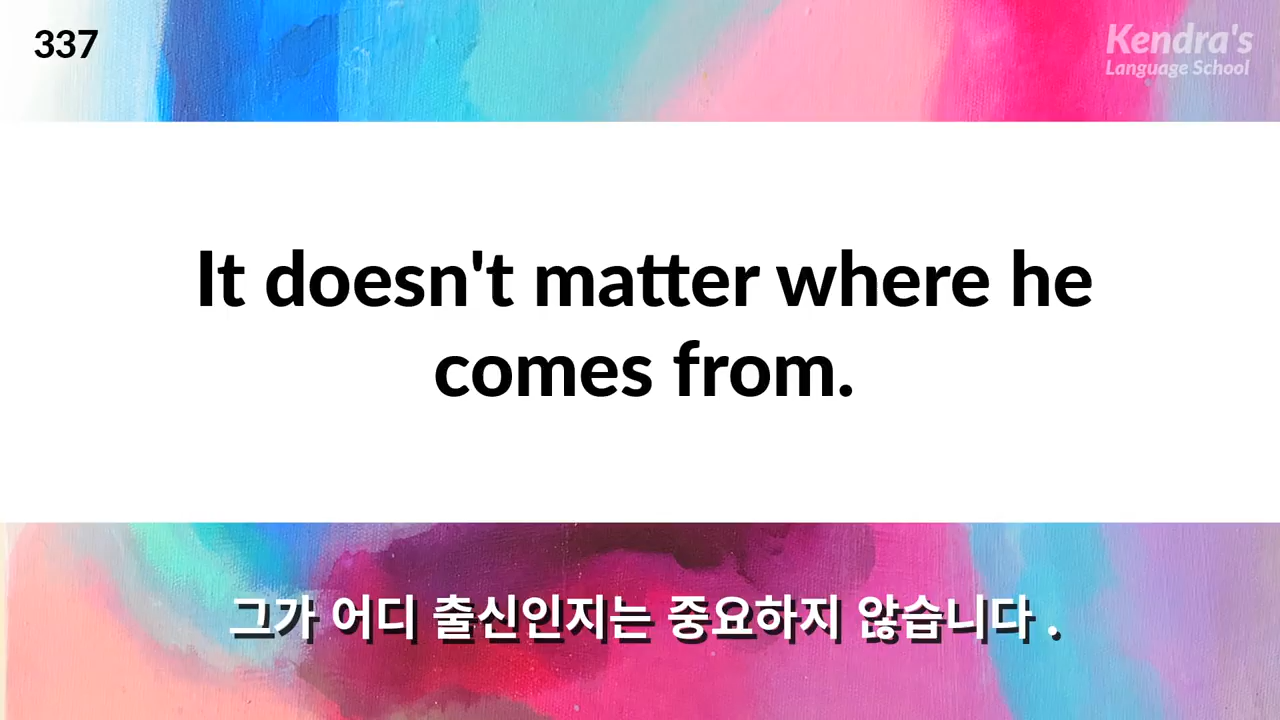 337
Kendra's
Language School
It doesn't matter where he
comes from.
그가 어디 출신인지는 중요하지 않습니다 .